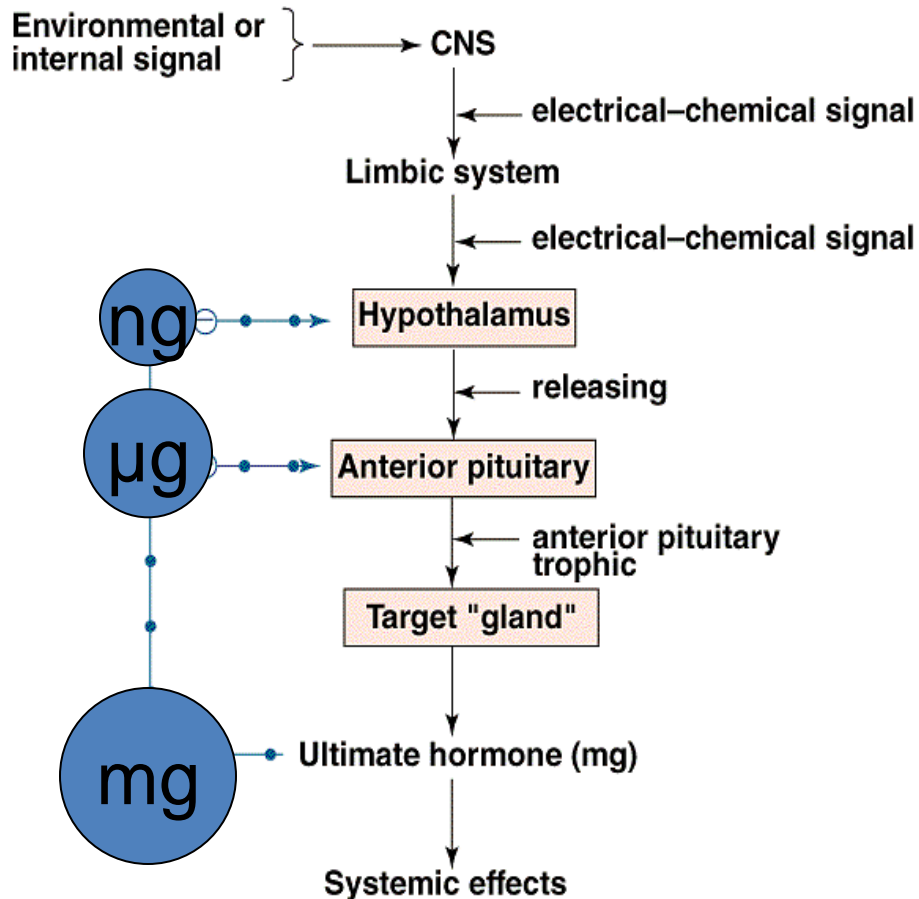 Environmental or
internal signal
CNS
electrical–chemical signal
Limbic system
electrical–chemical signal
ng
Hypothalamus
releasing
µg
Anterior pituitary
anterior pituitary
trophic
Target "gland"
mg
Ultimate hormone (mg)
Systemic effects